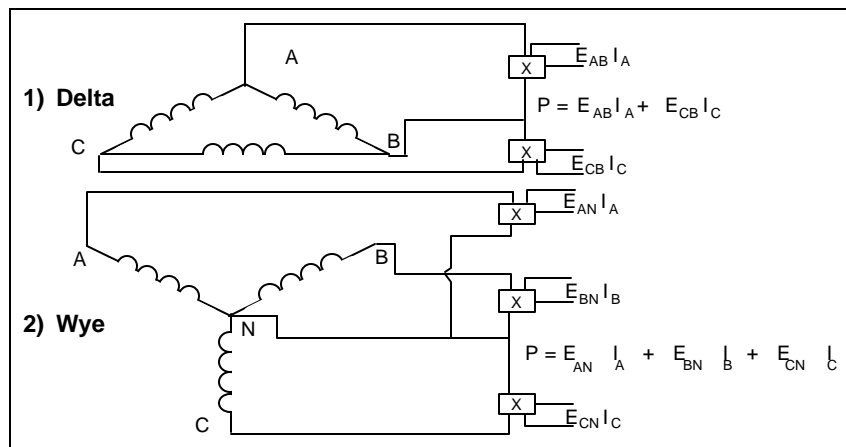 A
X
E_AB I_A
1) Delta
P = E_AB I_A + E_CB I_C
C
B
X
E_CB I_C
X
E_AN I_A
A
B
X
E_BN I_B
2) Wye
N
P = E_AN I_A + E_BN I_B + E_CN I_C
X
C
E_CN I_C